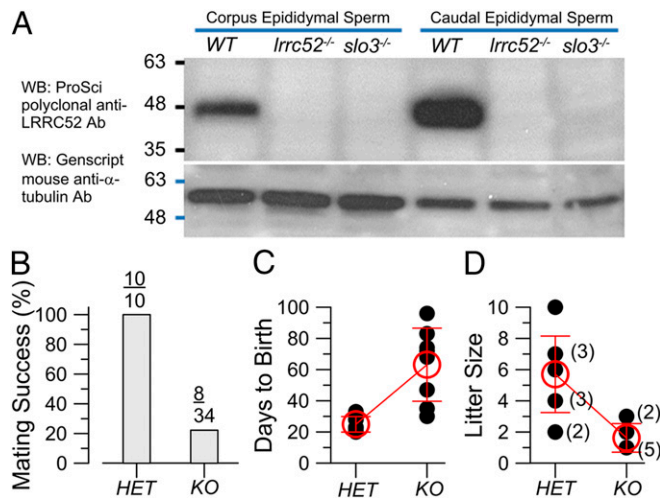 A
Corpus Epididymal Sperm
Caudal Epididymal Sperm
WT lrrc52-/- slo3-/- WT lrrc52-/- slo3-/-
WB: ProSci
polyclonal anti-
LRRC52 Ab
63
48
35
WB: Genscript
mouse anti-α-
tubulin Ab
63
48
B
Mating Success (%)
100
80
60
40
20
0
10
10
8
34
HET KO
C
Days to Birth
100
80
60
40
20
0
HET KO
D
Litter Size
10
8
6
4
2
0
(3)
(3)
(2)
(2)
(5)
HET KO